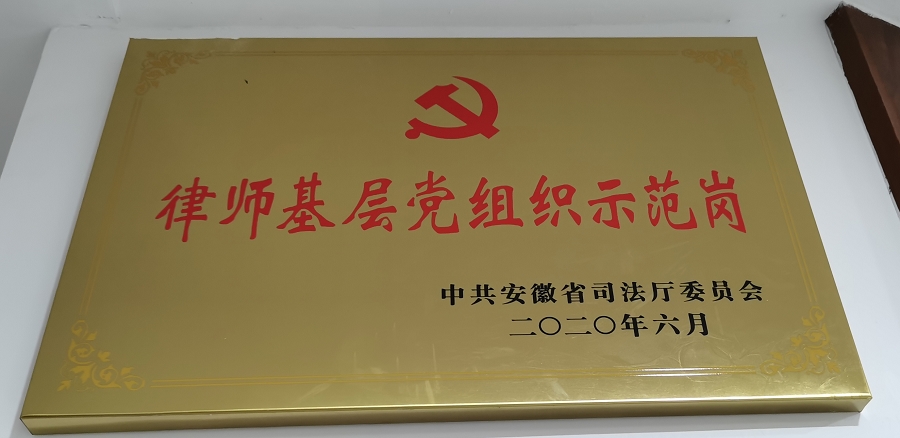 律师基层党组织示范岗
中共安徽省司法厅委员会
二〇二〇年六月